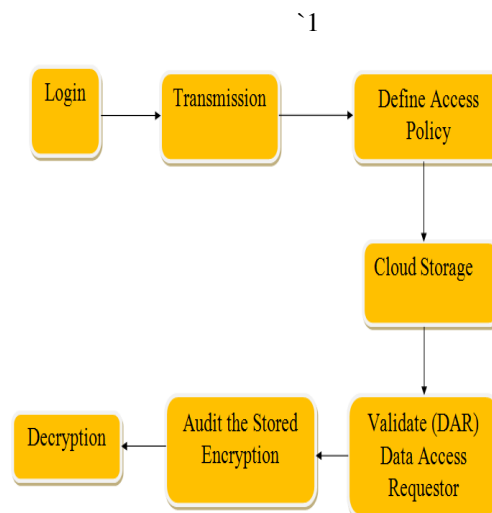 `1
Login
Transmission
Define Access
Policy
Cloud Storage
Validate (DAR)
Data Access
Requestor
Audit the Stored
Encryption
Decryption